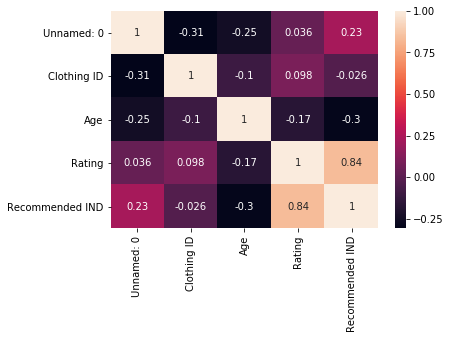 Unnamed: 0 1 -0.31 -0.25 0.036 0.23
Clothing ID -0.31 1 -0.1 0.098 -0.026
Age -0.25 -0.1 1 -0.17 -0.3
Rating 0.036 0.098 -0.17 1 0.84
Recommended IND 0.23 -0.026 -0.3 0.84 1
Unnamed: 0
Clothing ID
Age
Rating
Recommended IND
1.00
0.75
0.50
0.25
0.00
-0.25